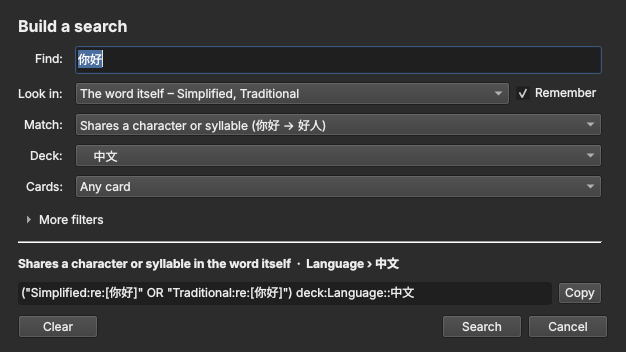 Build a search
Find: 你好
Look in: The word itself – Simplified, Traditional ✓ Remember
Match: Shares a character or syllable (你好 → 好人)
Deck: 中文
Cards: Any card
More filters
Shares a character or syllable in the word itself · Language › 中文
("Simplified:re:[你好]" OR "Traditional:re:[你好]") deck:Language::中文 Copy
Clear Search Cancel